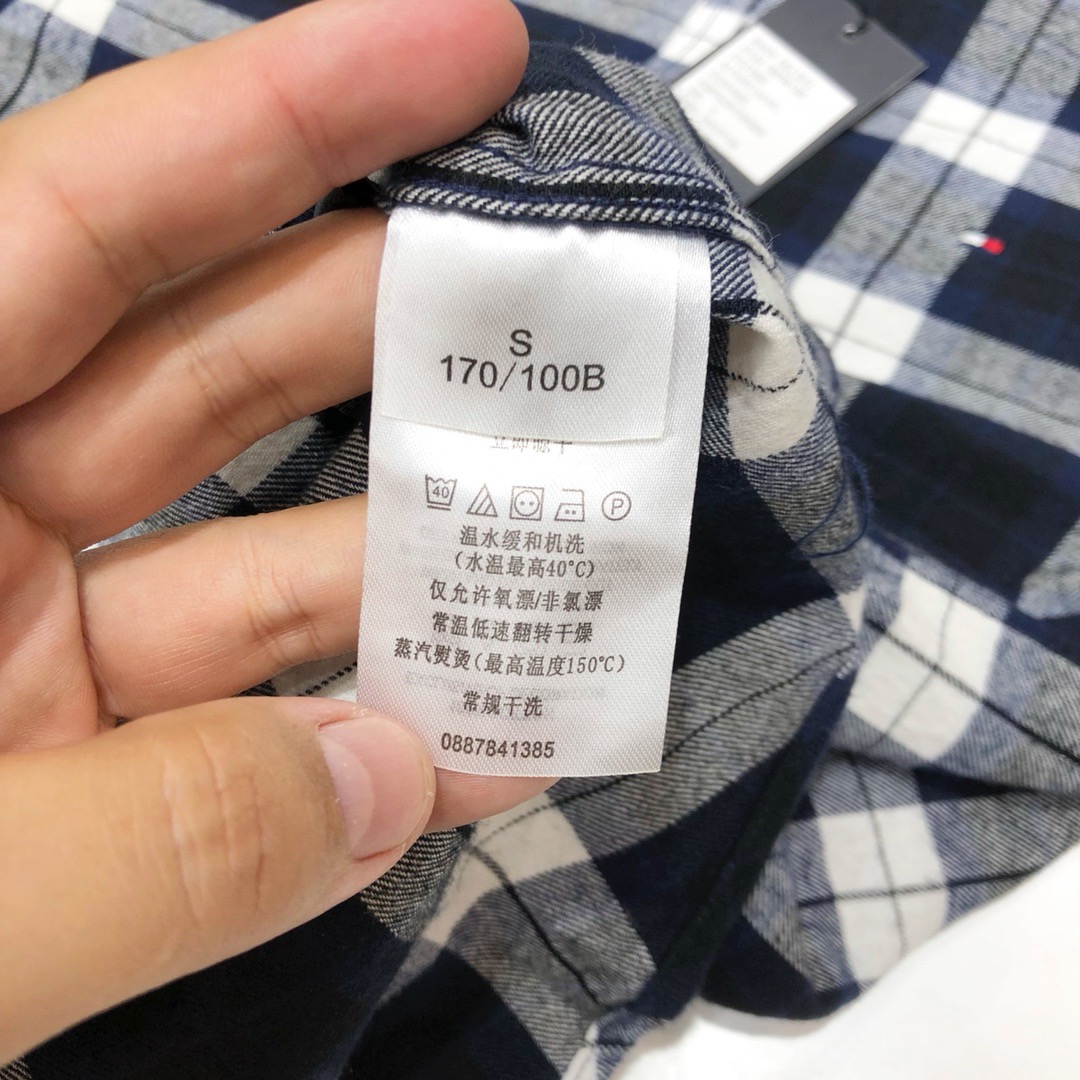 S
170/100B
40
P
温水缓和机洗
(水温最高40℃)
仅允许氧漂/非氯漂
常温低速翻转干燥
蒸汽熨烫(最高温度150℃)
常规干洗
0887841385